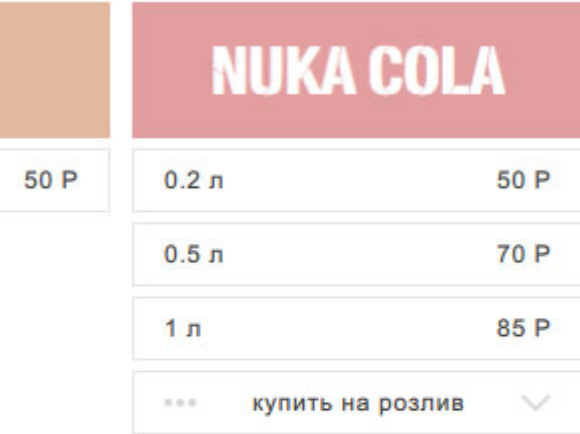 NUKA COLA
50 Р
0.2 л 50 Р
0.5 л 70 Р
1 л 85 Р
••• купить на розлив